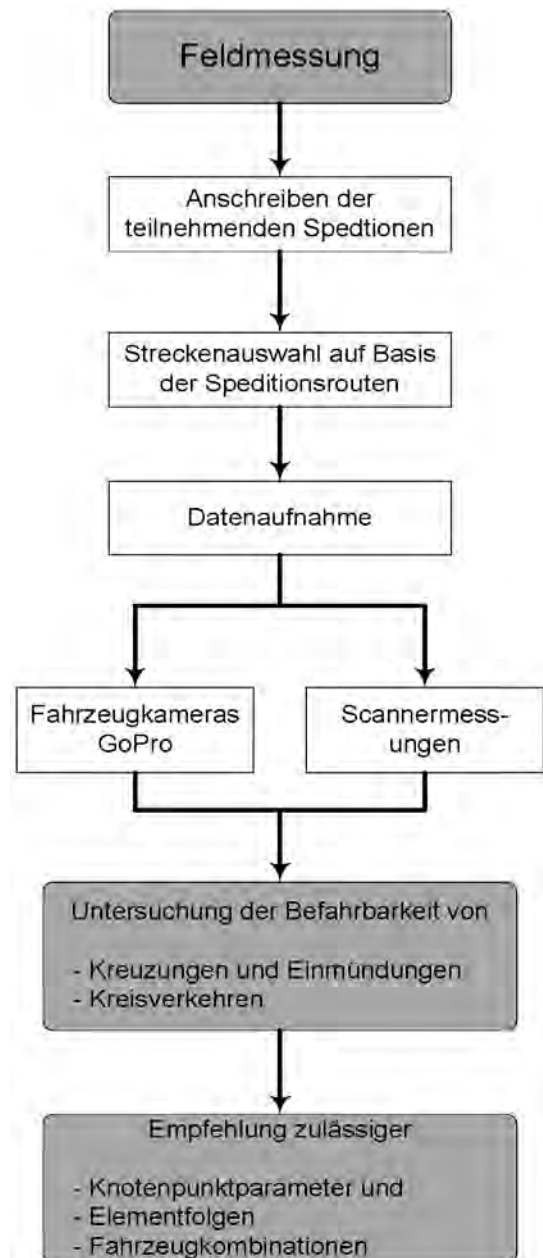 Feldmessung
Anschreiben der
teilnehmenden Spedtionen
Streckenauswahl auf Basis
der Speditionsrouten
Datenaufnahme
Fahrzeugkameras
GoPro
Scannermess-
ungen
Untersuchung der Befahrbarkeit von
- Kreuzungen und Einmündungen
- Kreisverkehren
Empfehlung zulässiger
- Knotenpunktparameter und
- Elementfolgen
- Fahrzeugkombinationen